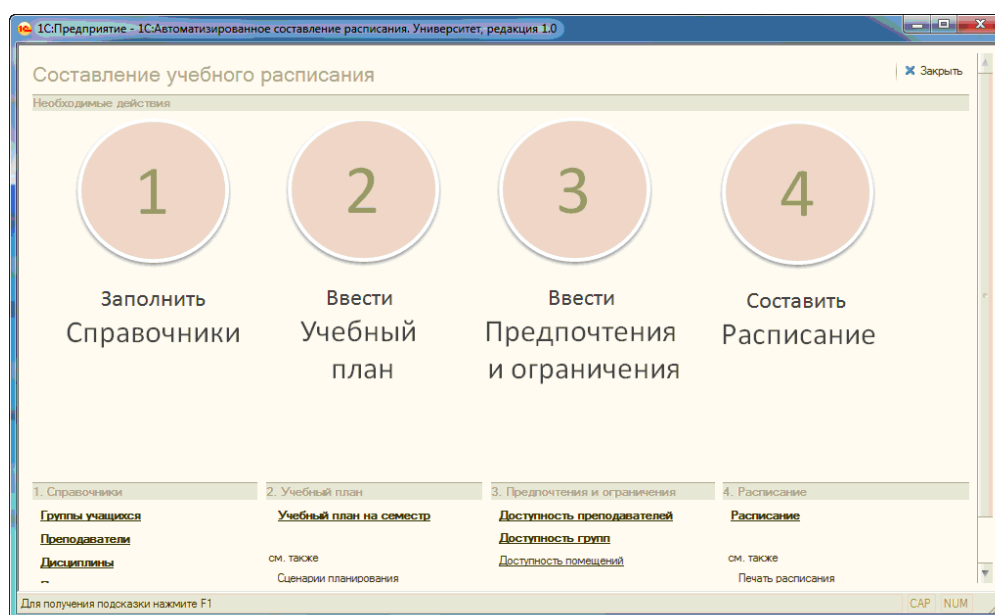 1С:Предприятие - 1С:Автоматизированное составление расписания. Университет, редакция 1.0
Составление учебного расписания
Закрыть
Необходимые действия
1 2 3 4
Заполнить Ввести Ввести Составить
Справочники Учебный Предпочтения Расписание
план и ограничения
1. Справочники 2. Учебный план 3. Предпочтения и ограничения 4. Расписание
Группы учащихся Учебный план на семестр Доступность преподавателей Расписание
Преподаватели Доступность групп
Дисциплины см. также Доступность помещений см. также
Сценарии планирования Печать расписания
Для получения подсказки нажмите F1 CAP NUM